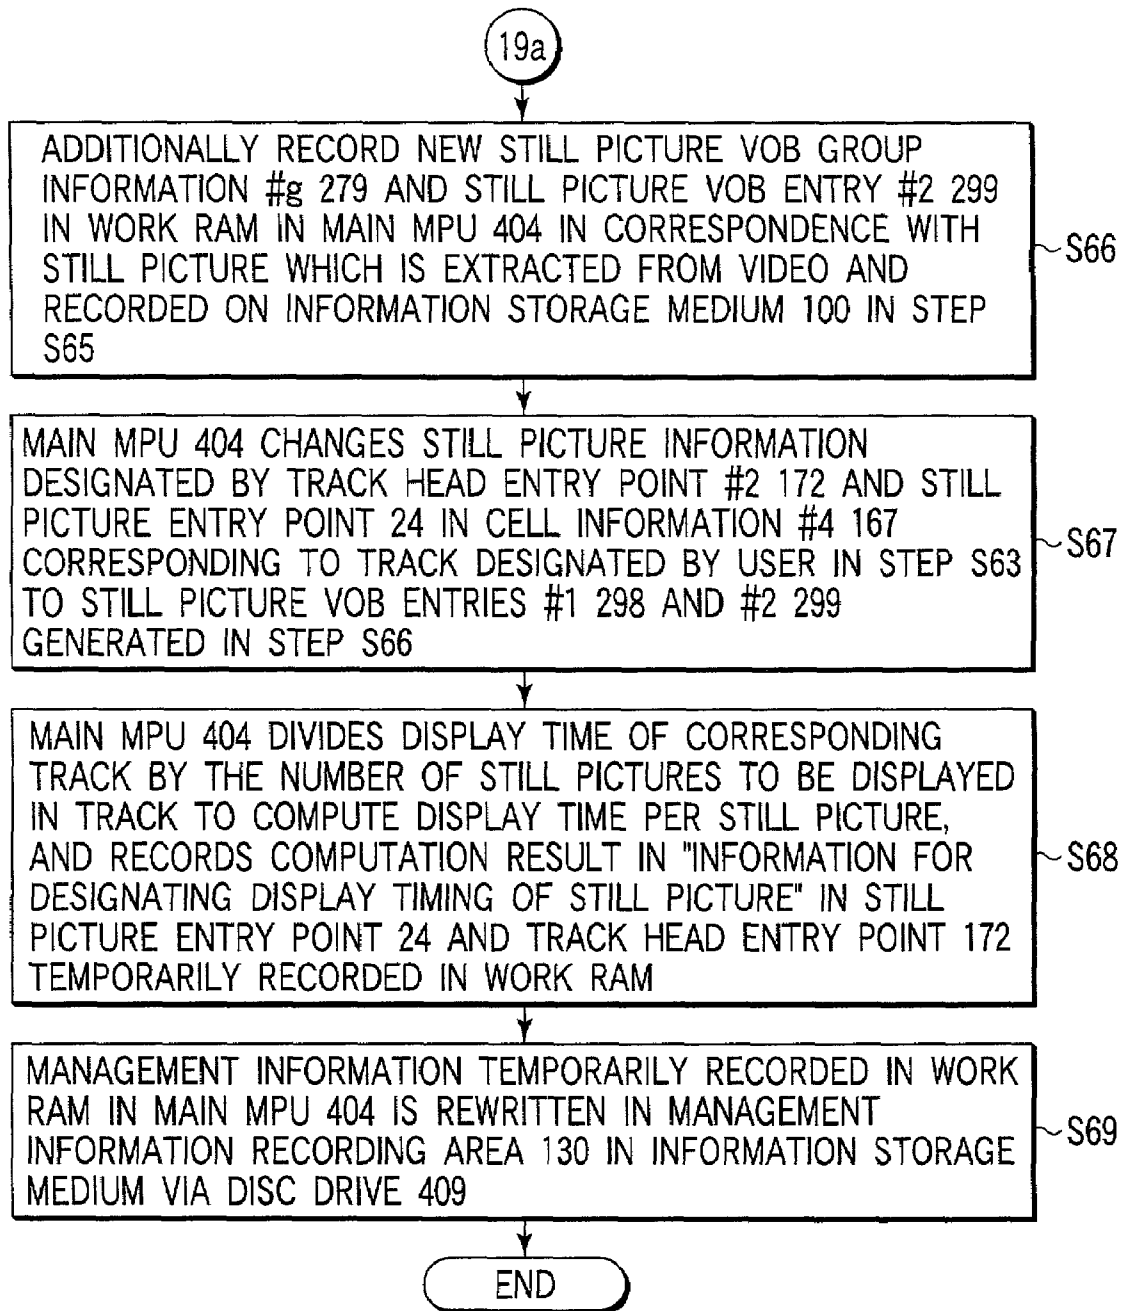 19a
ADDITIONALLY RECORD NEW STILL PICTURE VOB GROUP
INFORMATION #g 279 AND STILL PICTURE VOB ENTRY #2 299
IN WORK RAM IN MAIN MPU 404 IN CORRESPONDENCE WITH
STILL PICTURE WHICH IS EXTRACTED FROM VIDEO AND
RECORDED ON INFORMATION STORAGE MEDIUM 100 IN STEP
S65
S66
MAIN MPU 404 CHANGES STILL PICTURE INFORMATION
DESIGNATED BY TRACK HEAD ENTRY POINT #2 172 AND STILL
PICTURE ENTRY POINT 24 IN CELL INFORMATION #4 167
CORRESPONDING TO TRACK DESIGNATED BY USER IN STEP S63
TO STILL PICTURE VOB ENTRIES #1 298 AND #2 299
GENERATED IN STEP S66
S67
MAIN MPU 404 DIVIDES DISPLAY TIME OF CORRESPONDING
TRACK BY THE NUMBER OF STILL PICTURES TO BE DISPLAYED
IN TRACK TO COMPUTE DISPLAY TIME PER STILL PICTURE,
AND RECORDS COMPUTATION RESULT IN "INFORMATION FOR
DESIGNATING DISPLAY TIMING OF STILL PICTURE" IN STILL
PICTURE ENTRY POINT 24 AND TRACK HEAD ENTRY POINT 172
TEMPORARILY RECORDED IN WORK RAM
S68
MANAGEMENT INFORMATION TEMPORARILY RECORDED IN WORK
RAM IN MAIN MPU 404 IS REWRITTEN IN MANAGEMENT
INFORMATION RECORDING AREA 130 IN INFORMATION STORAGE
MEDIUM VIA DISC DRIVE 409
S69
END